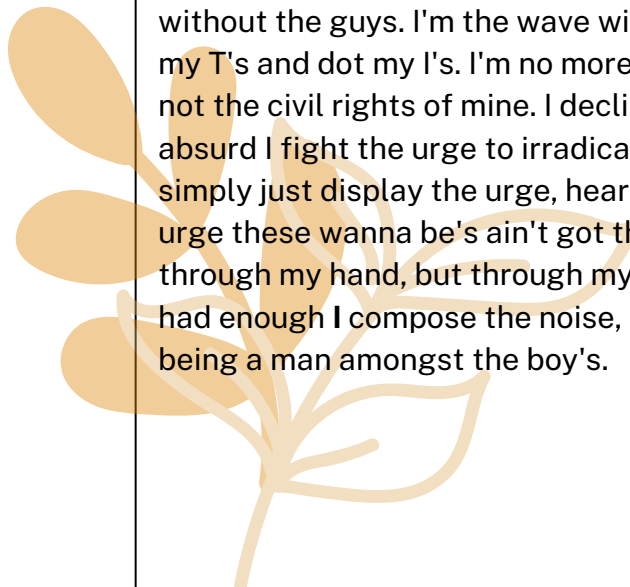 without the guys. I'm the wave wi
my T's and dot my I's. I'm no more
not the civil rights of mine. I decli
absurd I fight the urge to irradica
simply just display the urge, hear
urge these wanna be's ain't got th
through my hand, but through my
had enough I compose the noise,
being a man amongst the boy's.